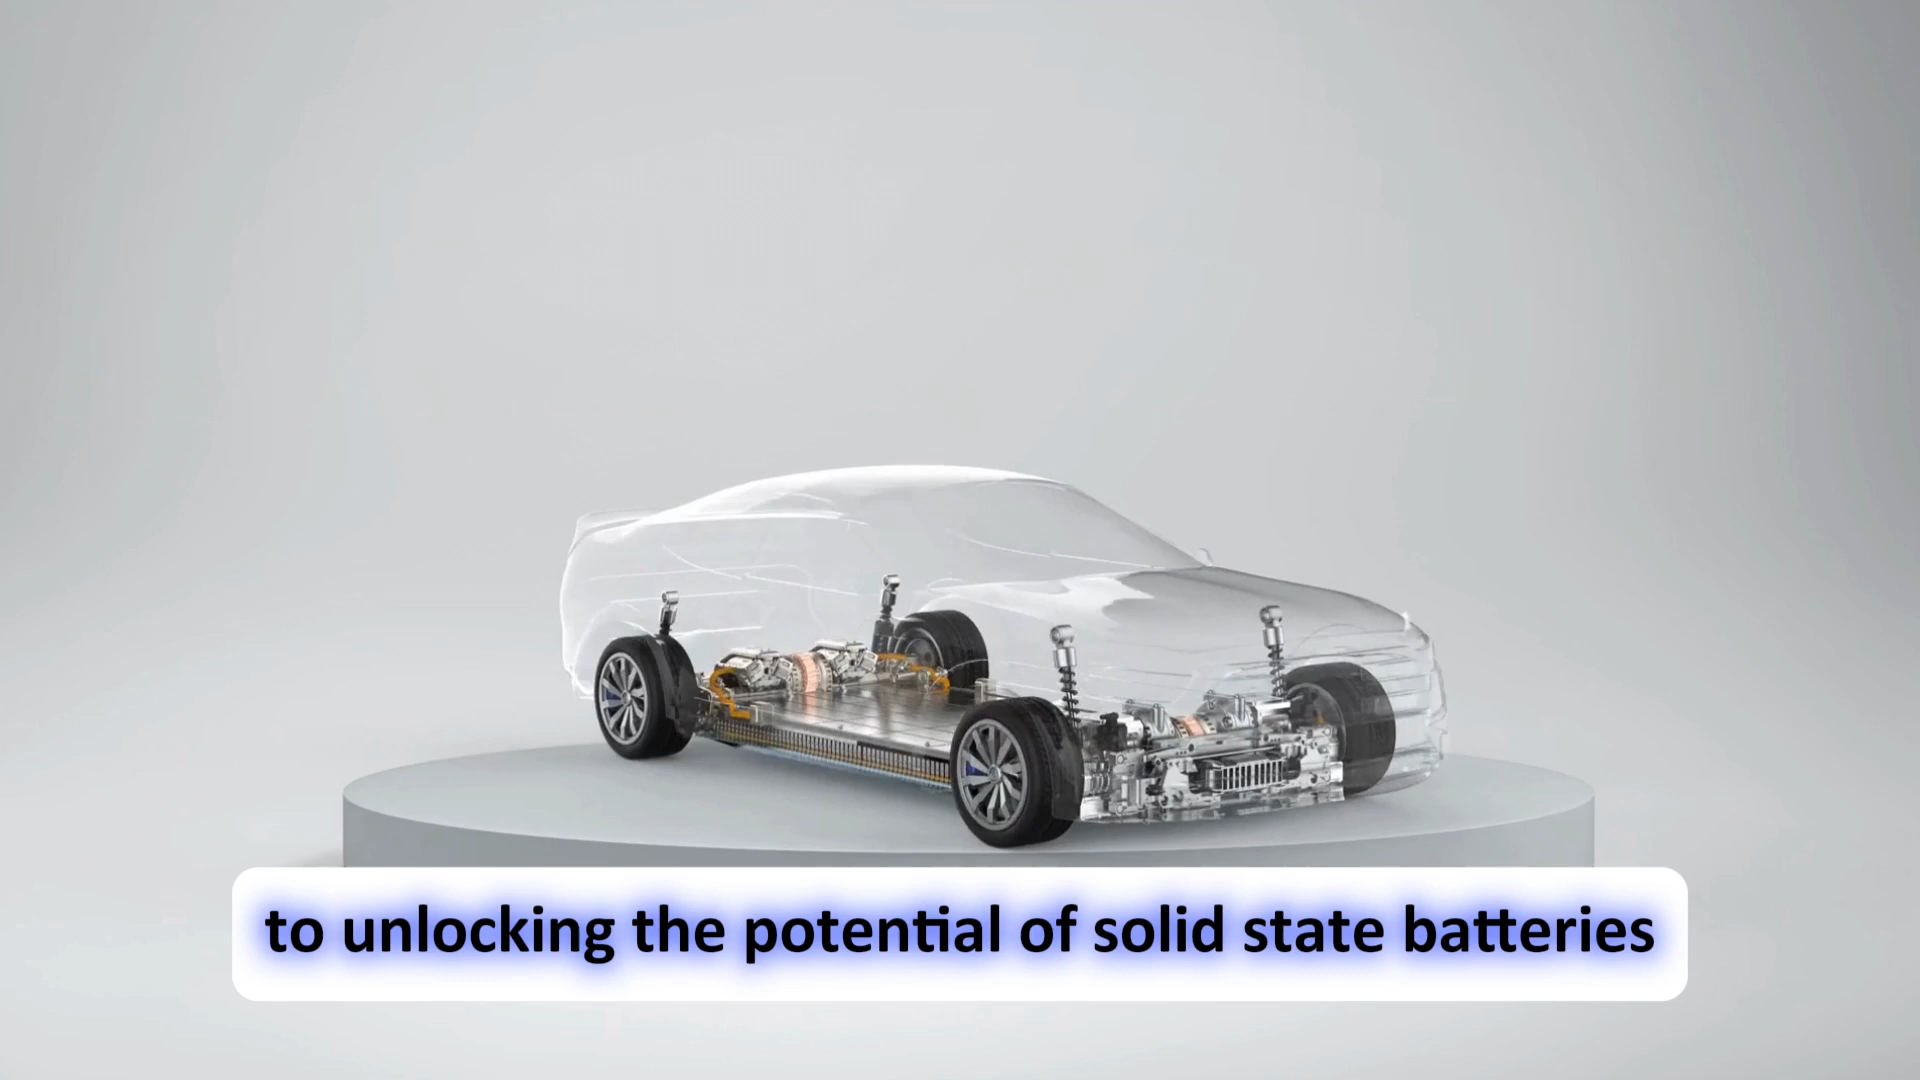 to unlocking the potential of solid state batteries